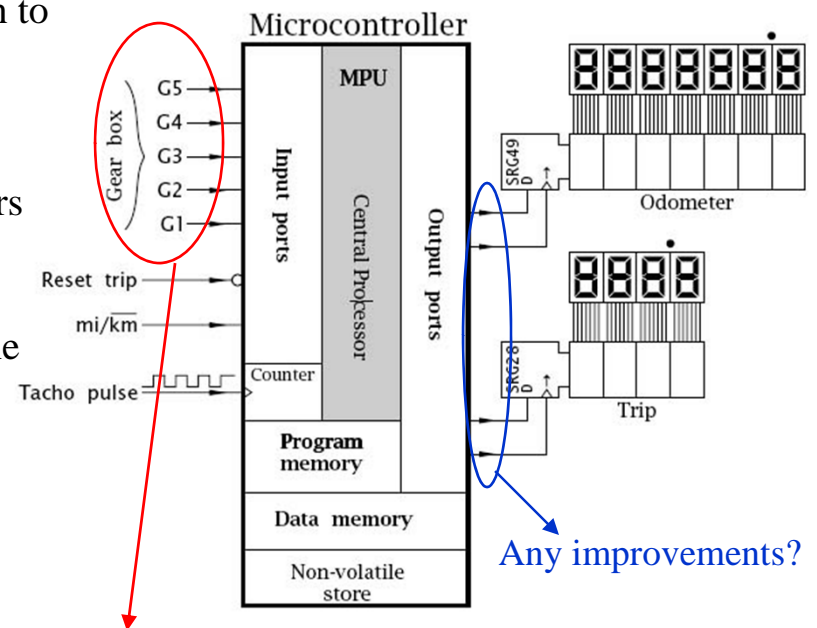 n to
Microcontroller
MPU
G5
G4
G3
G2
G1
Gear box
rs
Input ports
Central Processor
Output ports
SRG49
D
Odometer
Reset trip
mi/k̅m̅
le
Tacho pulse
Counter
SRG28
D
Trip
Program
memory
Data memory
Non-volatile
store
Any improvements?